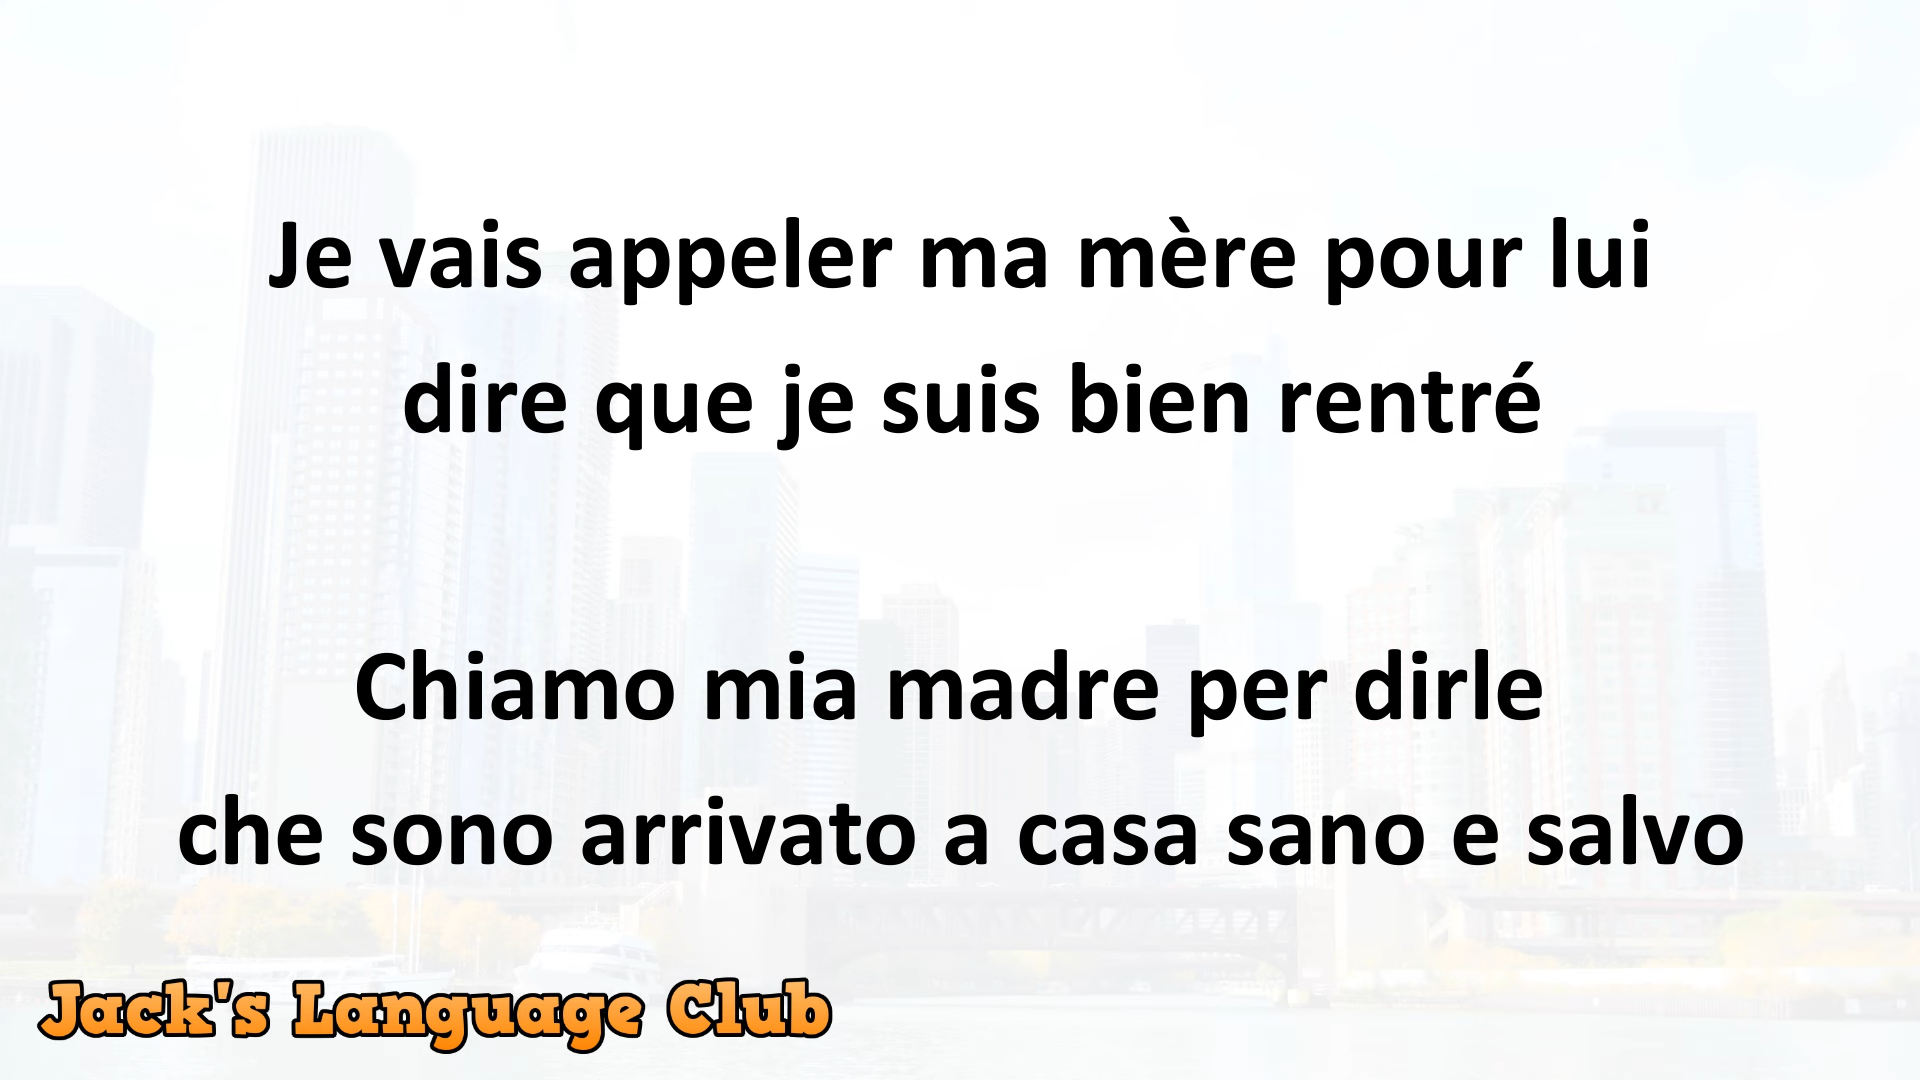 Je vais appeler ma mère pour lui
dire que je suis bien rentré
Chiamo mia madre per dirle
che sono arrivato a casa sano e salvo
Jack's Language Club